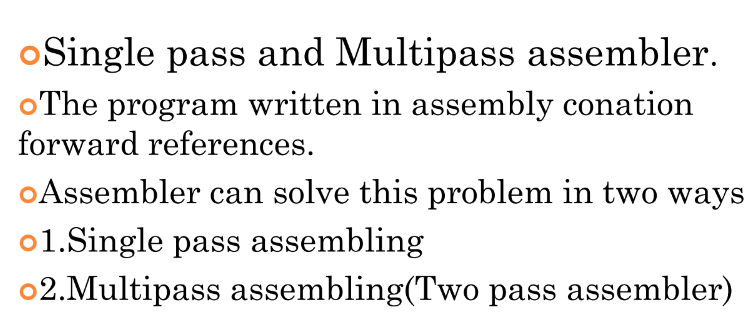 Single pass and Multipass assembler.
The program written in assembly conation
forward references.
Assembler can solve this problem in two ways
1.Single pass assembling
2.Multipass assembling(Two pass assembler)